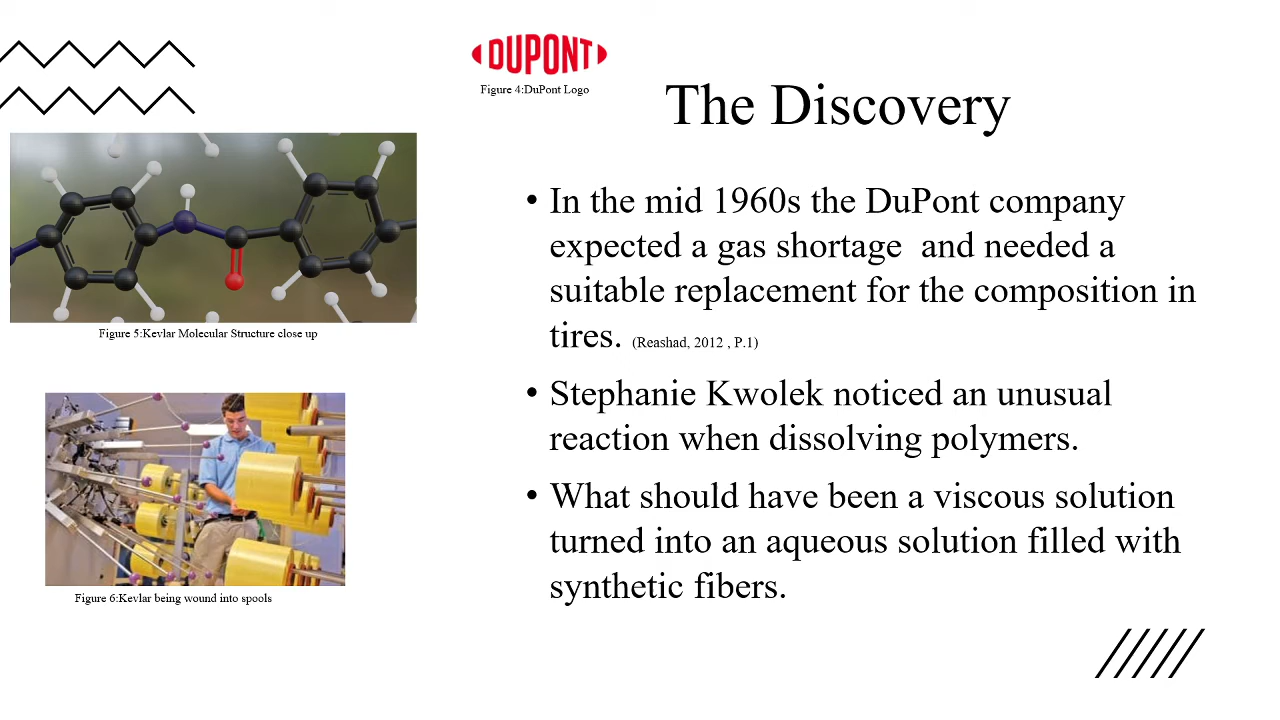 DUPONT
Figure 4:DuPont Logo
The Discovery
Figure 5:Kevlar Molecular Structure close up
Figure 6:Kevlar being wound into spools
• In the mid 1960s the DuPont company
expected a gas shortage  and needed a
suitable replacement for the composition in
tires. (Reashad, 2012 , P.1)
• Stephanie Kwolek noticed an unusual
reaction when dissolving polymers.
• What should have been a viscous solution
turned into an aqueous solution filled with
synthetic fibers.